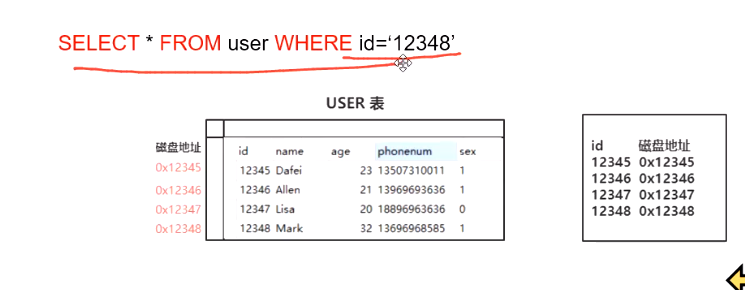 SELECT * FROM user WHERE id=‘12348’
USER 表
磁盘地址
id name age phonenum sex
0x12345 12345 Dafei 23 13507310011 1
0x12346 12346 Allen 21 13969693636 1
0x12347 12347 Lisa 20 18896963636 0
0x12348 12348 Mark 32 13696968585 1
id 磁盘地址
12345 0x12345
12346 0x12346
12347 0x12347
12348 0x12348